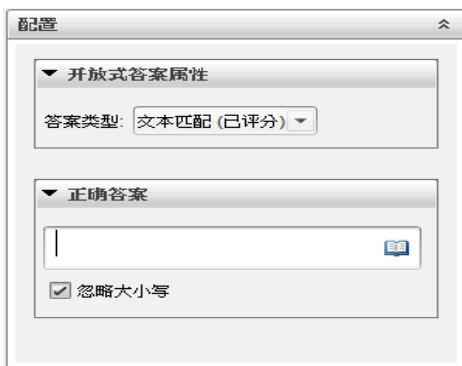 配置
开放式答案属性
答案类型: 文本匹配 (已评分)
正确答案
忽略大小写